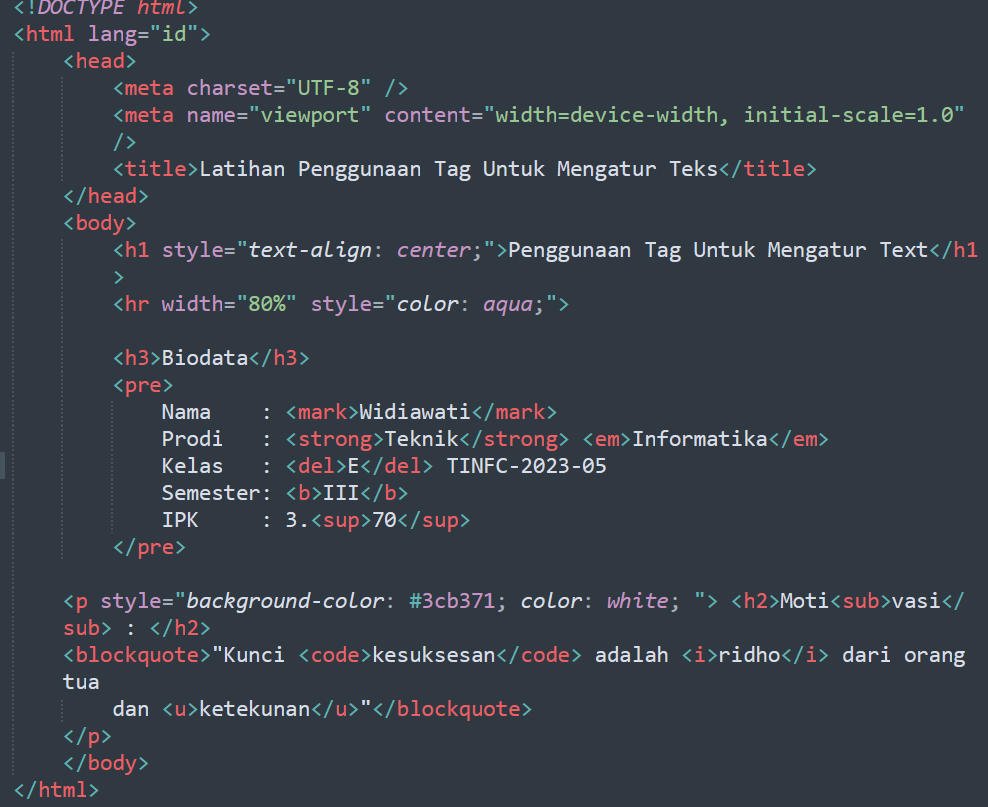 <!DOCTYPE html>
<html lang="id">
    <head>
        <meta charset="UTF-8" />
        <meta name="viewport" content="width=device-width, initial-scale=1.0"
        />
        <title>Latihan Penggunaan Tag Untuk Mengatur Teks</title>
    </head>
    <body>
        <h1 style="text-align: center;">Penggunaan Tag Untuk Mengatur Text</h1
        >
        <hr width="80%" style="color: aqua;">

        <h3>Biodata</h3>
        <pre>
            Nama    : <mark>Widiawati</mark>
            Prodi   : <strong>Teknik</strong> <em>Informatika</em>
            Kelas   : <del>E</del> TINFC-2023-05
            Semester: <b>III</b>
            IPK     : 3.<sup>70</sup>
        </pre>

    <p style="background-color: #3cb371; color: white; "> <h2>Moti<sub>vasi</
    sub> : </h2>
    <blockquote>"Kunci <code>kesuksesan</code> adalah <i>ridho</i> dari orang
    tua
        dan <u>ketekunan</u>"</blockquote>
    </p>
    </body>
</html>